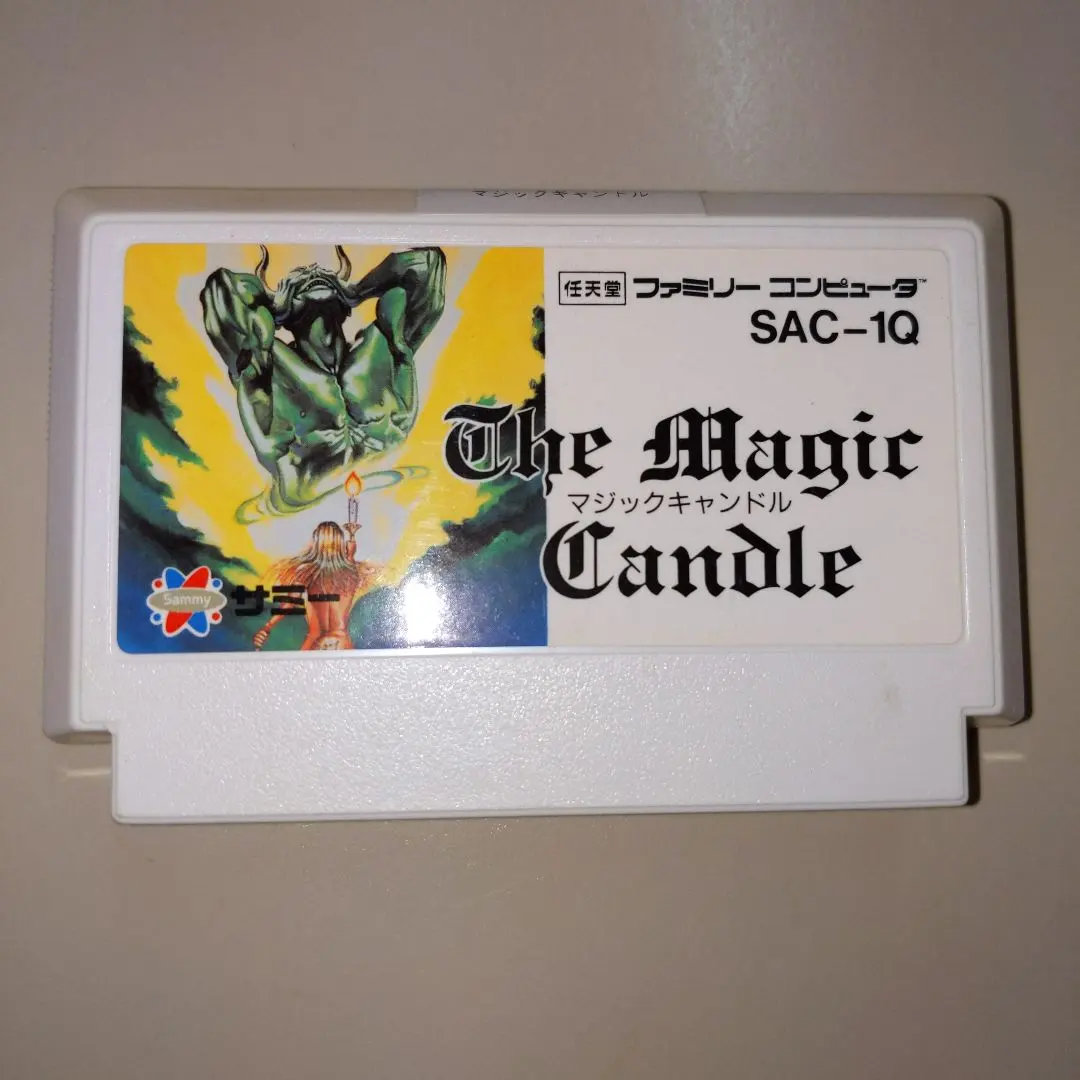 マジックキャンドル
任天堂 ファミリー コンピュータ™
SAC-1Q
The Magic
マジックキャンドル
Candle
Sammy サミー